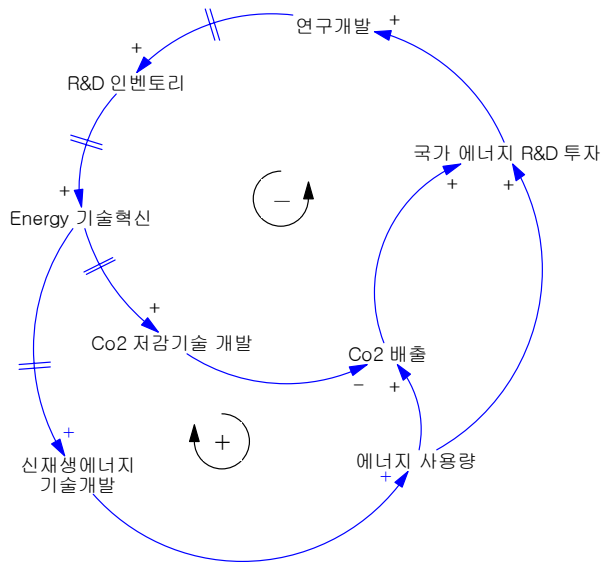 연구개발
+
+
R&D 인벤토리
국가 에너지 R&D 투자
+
+
+
Energy 기술혁신
−
+
Co2 저감기술 개발
Co2 배출
−
+
+
+
신재생에너지
기술개발
에너지 사용량
+